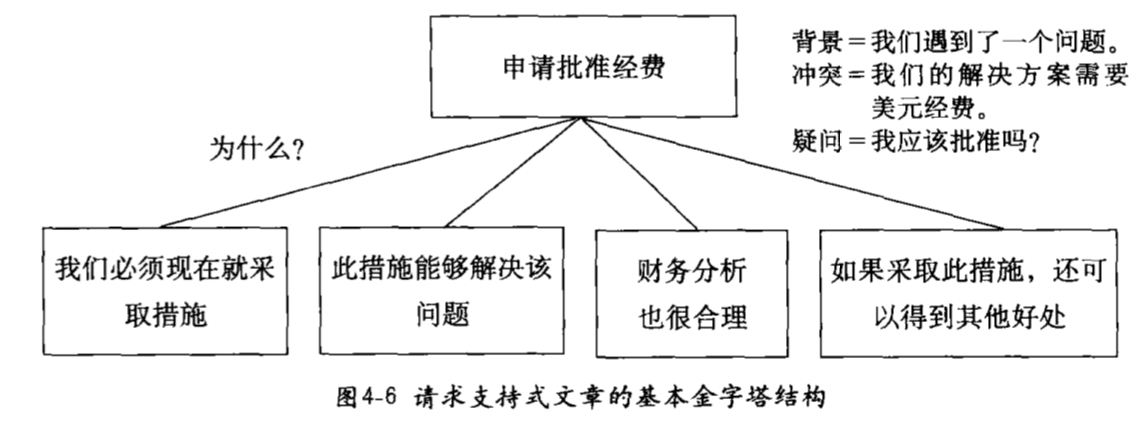 申请批准经费
背景＝我们遇到了一个问题。
冲突＝我们的解决方案需要
美元经费。
疑问＝我应该批准吗？
为什么？
我们必须现在就采
取措施
此措施能够解决该
问题
财务分析
也很合理
如果采取此措施，还可
以得到其他好处
图4-6 请求支持式文章的基本金字塔结构